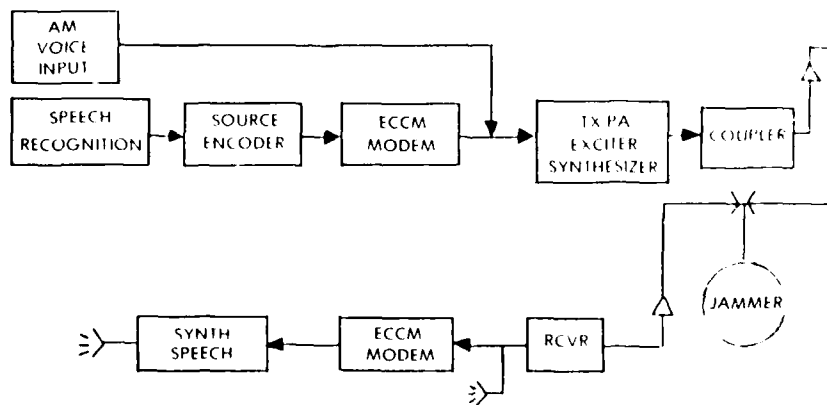 AM
VOICE
INPUT
SPEECH
RECOGNITION
SOURCE
ENCODER
ECCM
MODEM
TX PA
EXCITER
SYNTHESIZER
COUPLER
JAMMER
SYNTH
SPEECH
ECCM
MODEM
RCVR